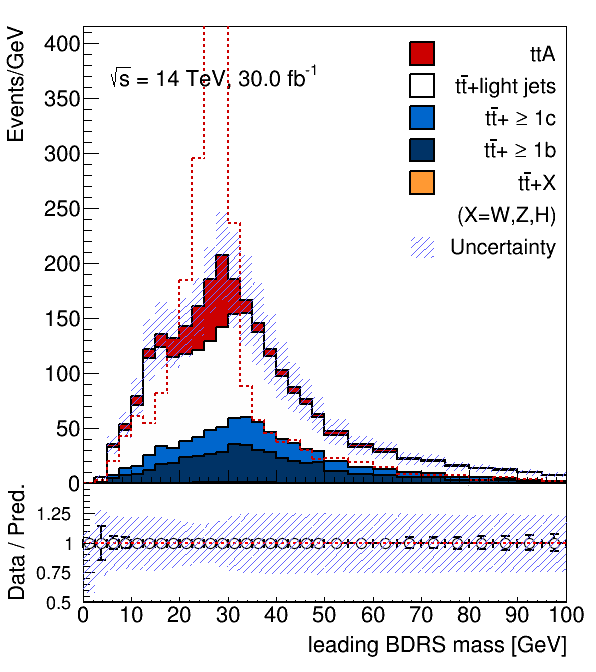 Events/GeV
400
350
300
250
200
150
100
50
0
√s = 14 TeV, 30.0 fb⁻¹
ttA
tt̄+light jets
tt̄+ ≥ 1c
tt̄+ ≥ 1b
tt̄+X
(X=W,Z,H)
Uncertainty
Data / Pred.
1.25
1
0.75
0.5
0 10 20 30 40 50 60 70 80 90 100
leading BDRS mass [GeV]